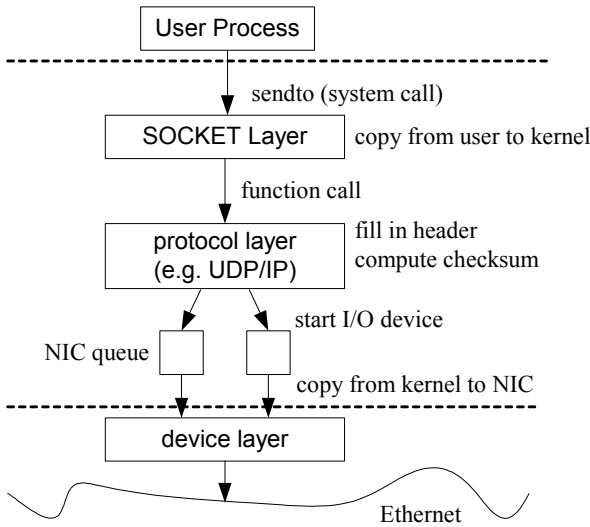 User Process
sendto (system call)
SOCKET Layer
copy from user to kernel
function call
protocol layer
(e.g. UDP/IP)
fill in header
compute checksum
start I/O device
NIC queue
copy from kernel to NIC
device layer
Ethernet